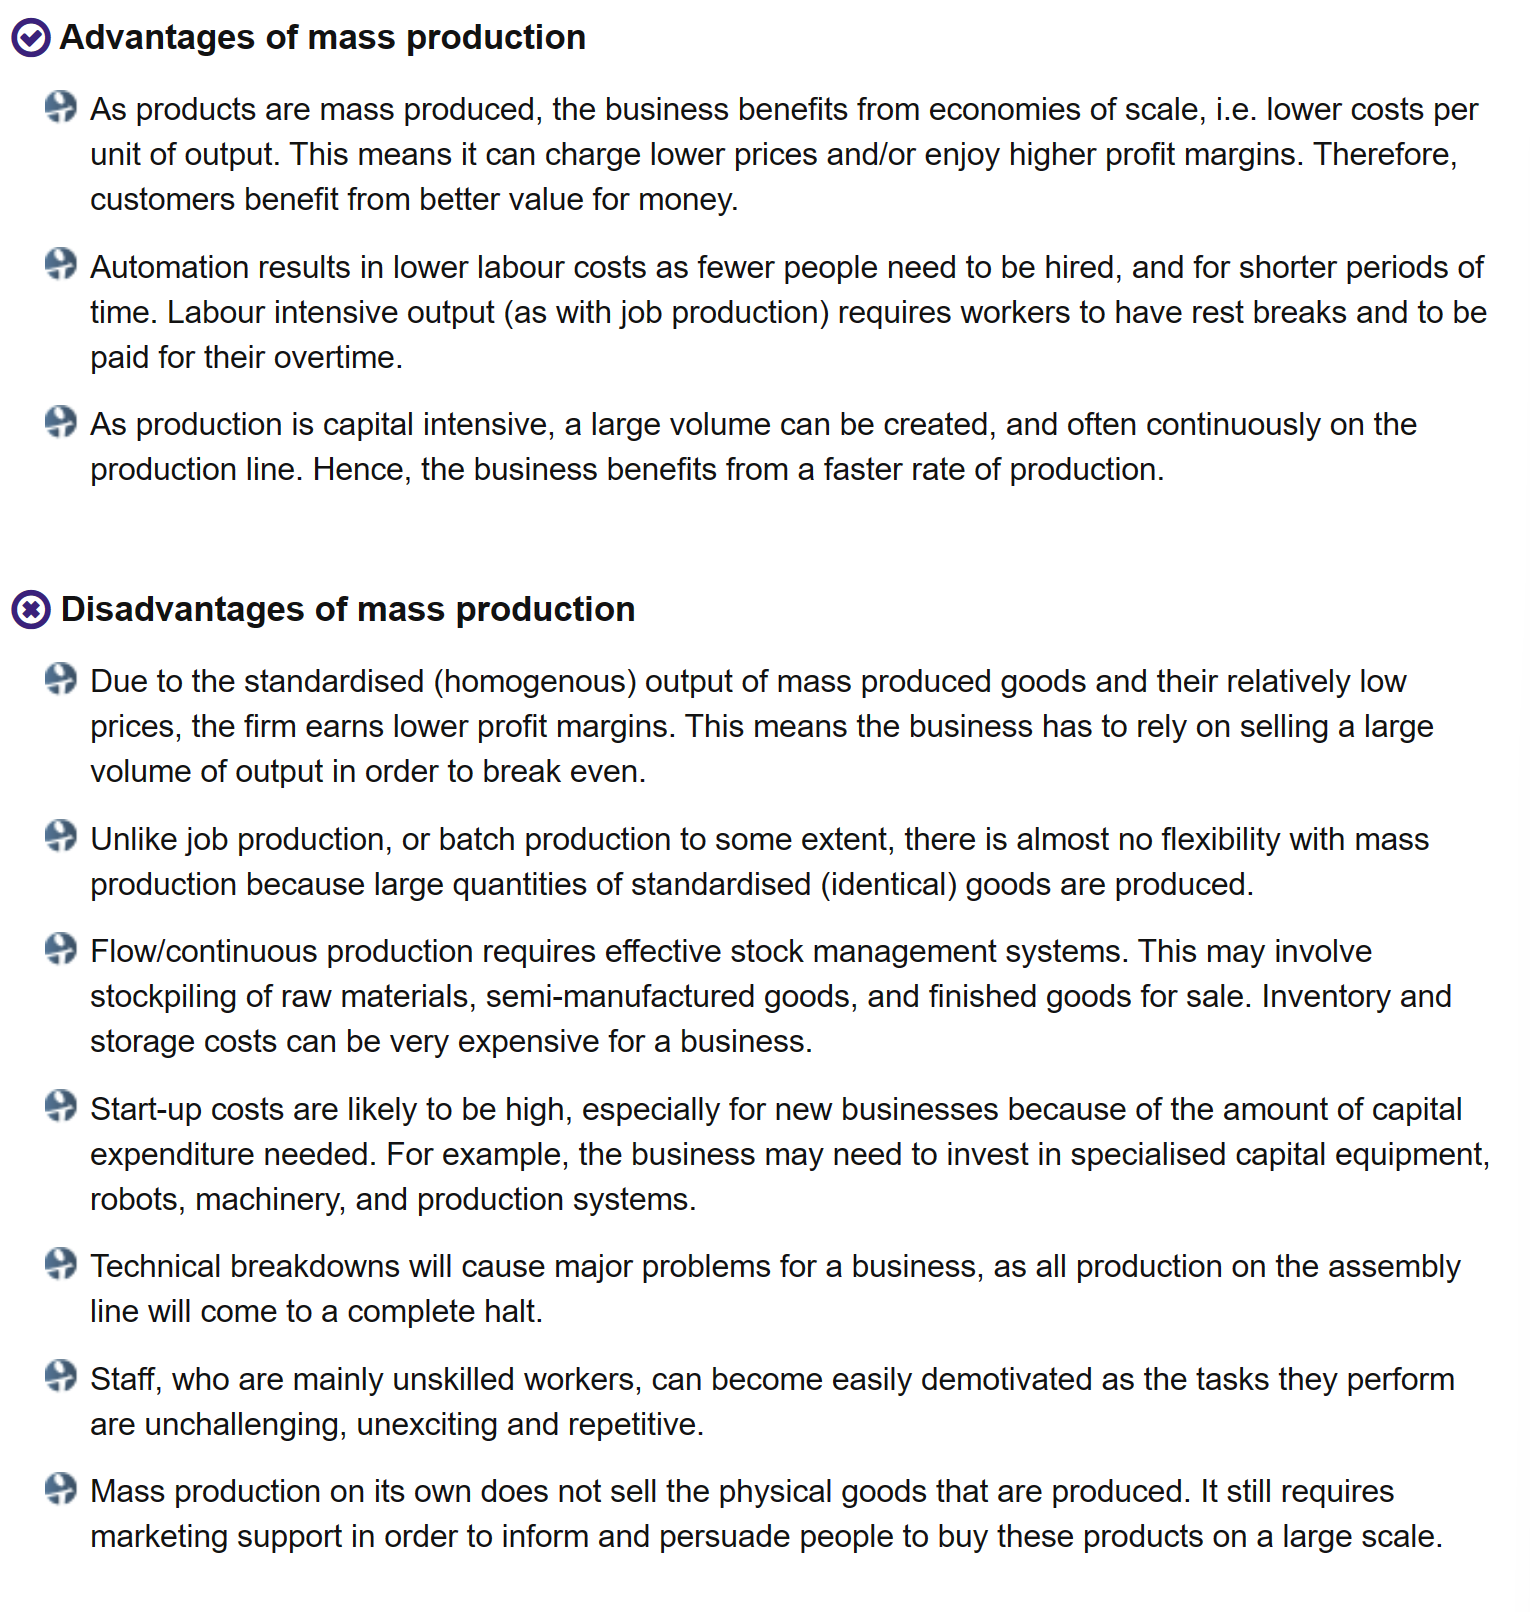 Advantages of mass production
As products are mass produced, the business benefits from economies of scale, i.e. lower costs per
unit of output. This means it can charge lower prices and/or enjoy higher profit margins. Therefore,
customers benefit from better value for money.
Automation results in lower labour costs as fewer people need to be hired, and for shorter periods of
time. Labour intensive output (as with job production) requires workers to have rest breaks and to be
paid for their overtime.
As production is capital intensive, a large volume can be created, and often continuously on the
production line. Hence, the business benefits from a faster rate of production.
Disadvantages of mass production
Due to the standardised (homogenous) output of mass produced goods and their relatively low
prices, the firm earns lower profit margins. This means the business has to rely on selling a large
volume of output in order to break even.
Unlike job production, or batch production to some extent, there is almost no flexibility with mass
production because large quantities of standardised (identical) goods are produced.
Flow/continuous production requires effective stock management systems. This may involve
stockpiling of raw materials, semi-manufactured goods, and finished goods for sale. Inventory and
storage costs can be very expensive for a business.
Start-up costs are likely to be high, especially for new businesses because of the amount of capital
expenditure needed. For example, the business may need to invest in specialised capital equipment,
robots, machinery, and production systems.
Technical breakdowns will cause major problems for a business, as all production on the assembly
line will come to a complete halt.
Staff, who are mainly unskilled workers, can become easily demotivated as the tasks they perform
are unchallenging, unexciting and repetitive.
Mass production on its own does not sell the physical goods that are produced. It still requires
marketing support in order to inform and persuade people to buy these products on a large scale.